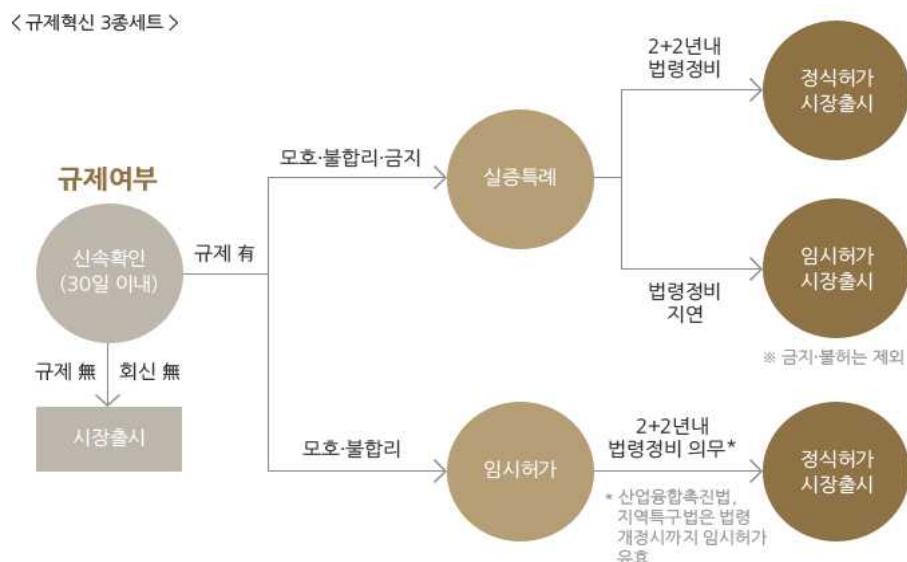 < 규제혁신 3종세트 >
규제여부
신속확인
(30일 이내)
규제 無
회신 無
시장출시
규제 有
모호·불합리·금지
실증특례
2+2년내
법령정비
정식허가
시장출시
법령정비
지연
임시허가
시장출시
※ 금지·불허는 제외
모호·불합리
임시허가
2+2년내
법령정비 의무*
* 산업융합촉진법,
지역특구법은 법령
개정시까지 임시허가
유효
정식허가
시장출시